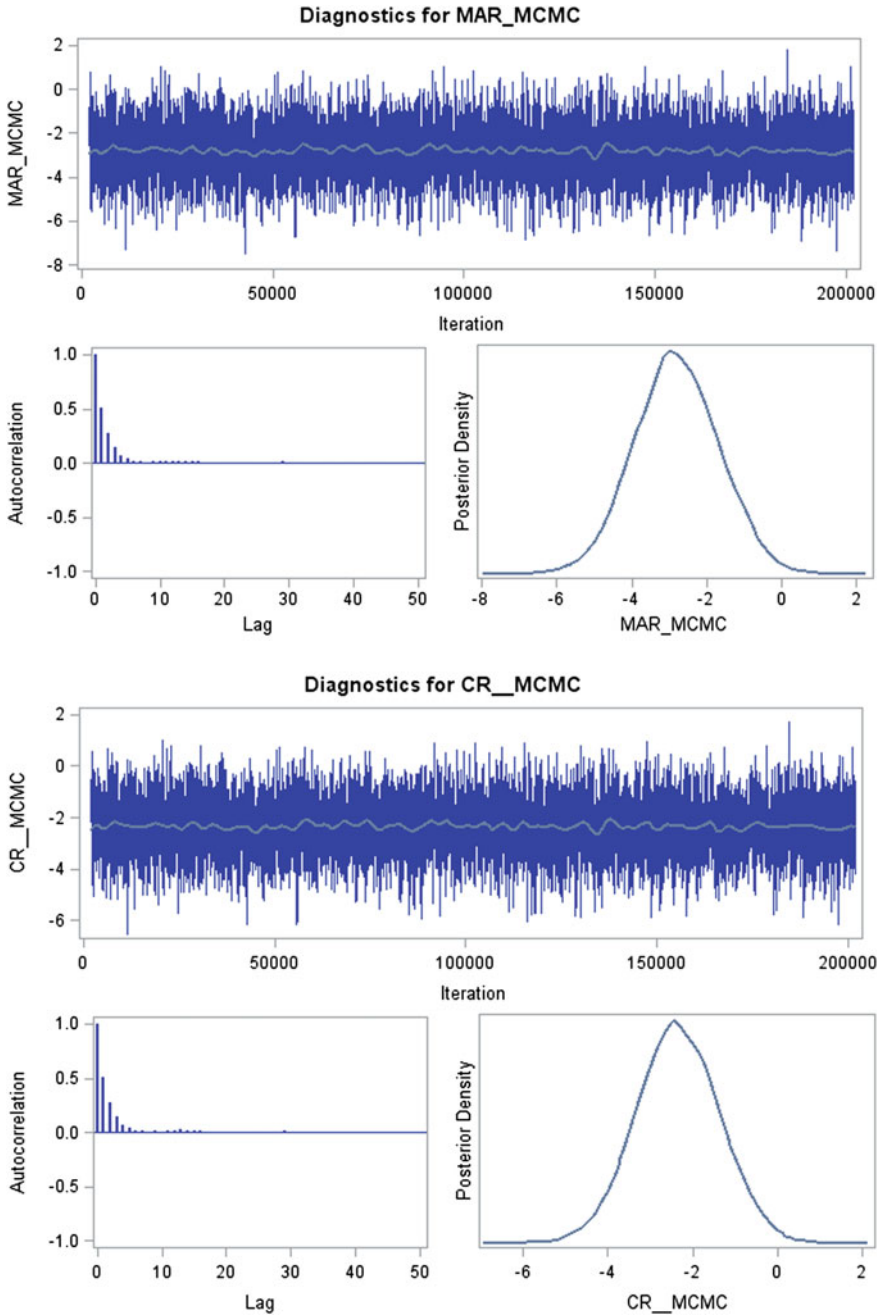 Diagnostics for MAR_MCMC
MAR_MCMC
2
0
-2
-4
-6
-8
0 50000 100000 150000 200000
Iteration
Autocorrelation
1.0
0.5
0.0
-0.5
-1.0
0 10 20 30 40 50
Lag
Posterior Density
-8 -6 -4 -2 0 2
MAR_MCMC
Diagnostics for CR__MCMC
CR__MCMC
2
0
-2
-4
-6
0 50000 100000 150000 200000
Iteration
Autocorrelation
1.0
0.5
0.0
-0.5
-1.0
0 10 20 30 40 50
Lag
Posterior Density
-6 -4 -2 0 2
CR__MCMC